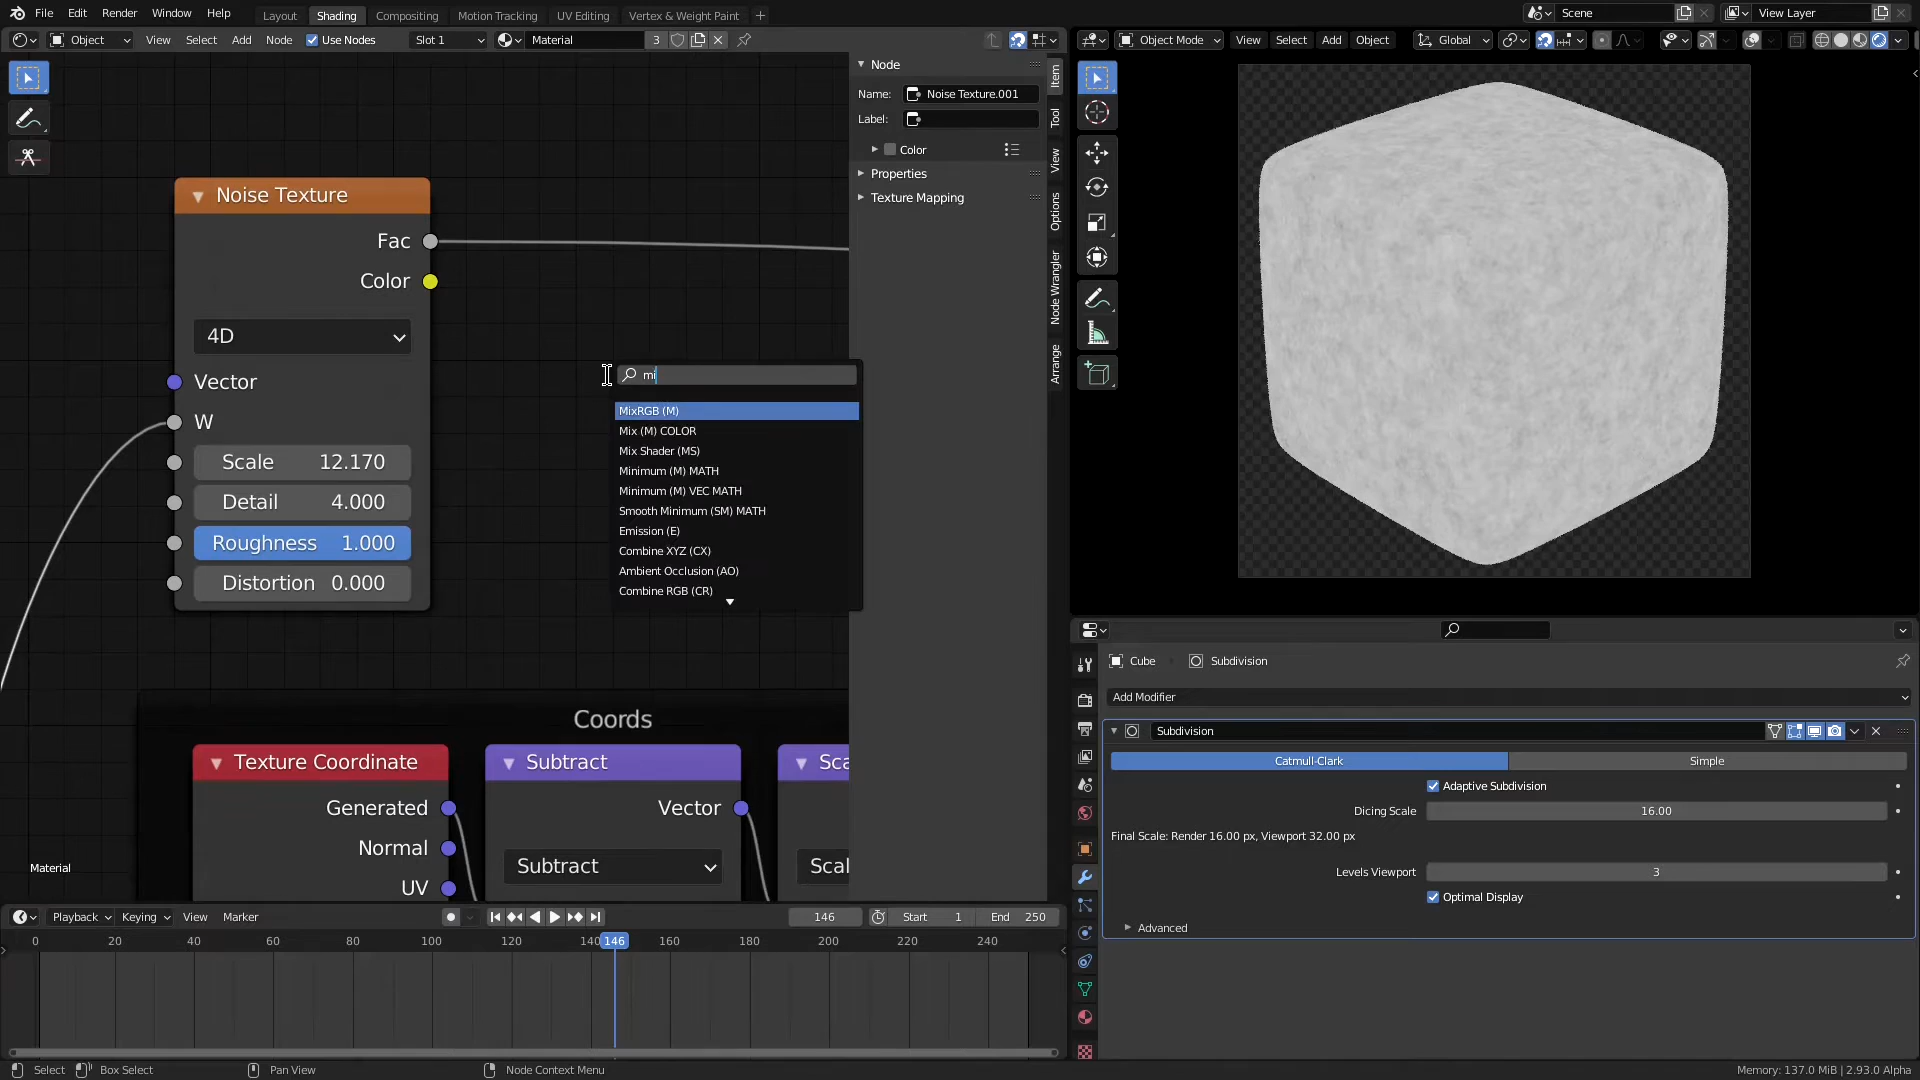 File Edit Render Window Help Layout Shading Compositing Motion Tracking UV Editing Vertex & Weight Paint Scene View Layer
Object View Select Add Node Use Nodes Slot 1 Material 3 Object Mode View Select Add Object Global
Node
Name: Noise Texture.001
Label:
Color
Properties
Texture Mapping
Item
Tool
View
Options
Node Wrangler
Arrange
Noise Texture
Fac
Color
4D
Vector
W
Scale 12.170
Detail 4.000
Roughness 1.000
Distortion 0.000
mi
MixRGB (M)
Mix (M) COLOR
Mix Shader (MS)
Minimum (M) MATH
Minimum (M) VEC MATH
Smooth Minimum (SM) MATH
Emission (E)
Combine XYZ (CX)
Ambient Occlusion (AO)
Combine RGB (CR)
Coords
Texture Coordinate Subtract Sca
Generated Vector
Normal
UV
Subtract Scal
Material
Cube Subdivision
Add Modifier
Subdivision
Catmull-Clark Simple
Adaptive Subdivision
Dicing Scale 16.00
Final Scale: Render 16.00 px, Viewport 32.00 px
Levels Viewport 3
Optimal Display
Advanced
Playback Keying View Marker 146 Start 1 End 250
0 20 40 60 80 100 120 140 146 160 180 200 220 240
Select Box Select Pan View Node Context Menu Memory: 137.0 MiB | 2.93.0 Alpha